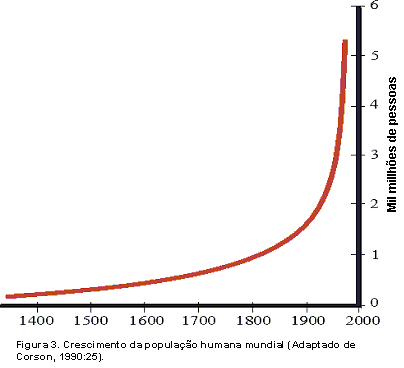 6
5
4
3
2
1
0
Mil milhões de pessoas
1400 1500 1600 1700 1800 1900 2000
Figura 3. Crescimento da população humana mundial (Adaptado de
Corson, 1990:25).